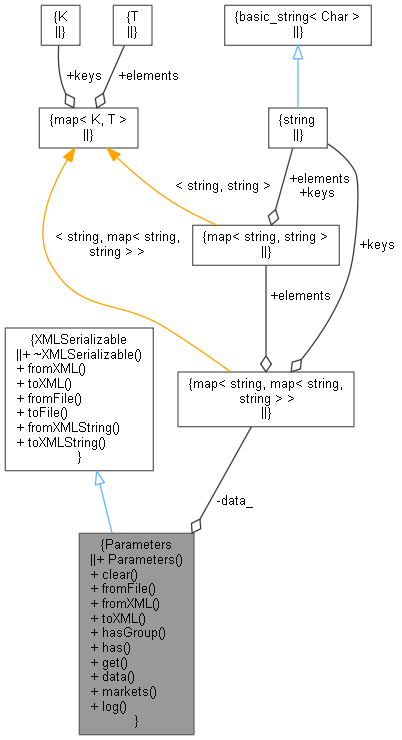 {K
||}
{T
||}
{basic_string< Char >
||}
+keys
+elements
{map< K, T >
||}
{string
||}
< string, string >
+elements
+keys
< string, map< string,
string > >
{map< string, string >
||}
+keys
+elements
{XMLSerializable
||+ ~XMLSerializable()
+ fromXML()
+ toXML()
+ fromFile()
+ toFile()
+ fromXMLString()
+ toXMLString()
}
{map< string, map< string,
string > >
||}
-data_
{Parameters
||+ Parameters()
+ clear()
+ fromFile()
+ fromXML()
+ toXML()
+ hasGroup()
+ has()
+ get()
+ data()
+ markets()
+ log()
}